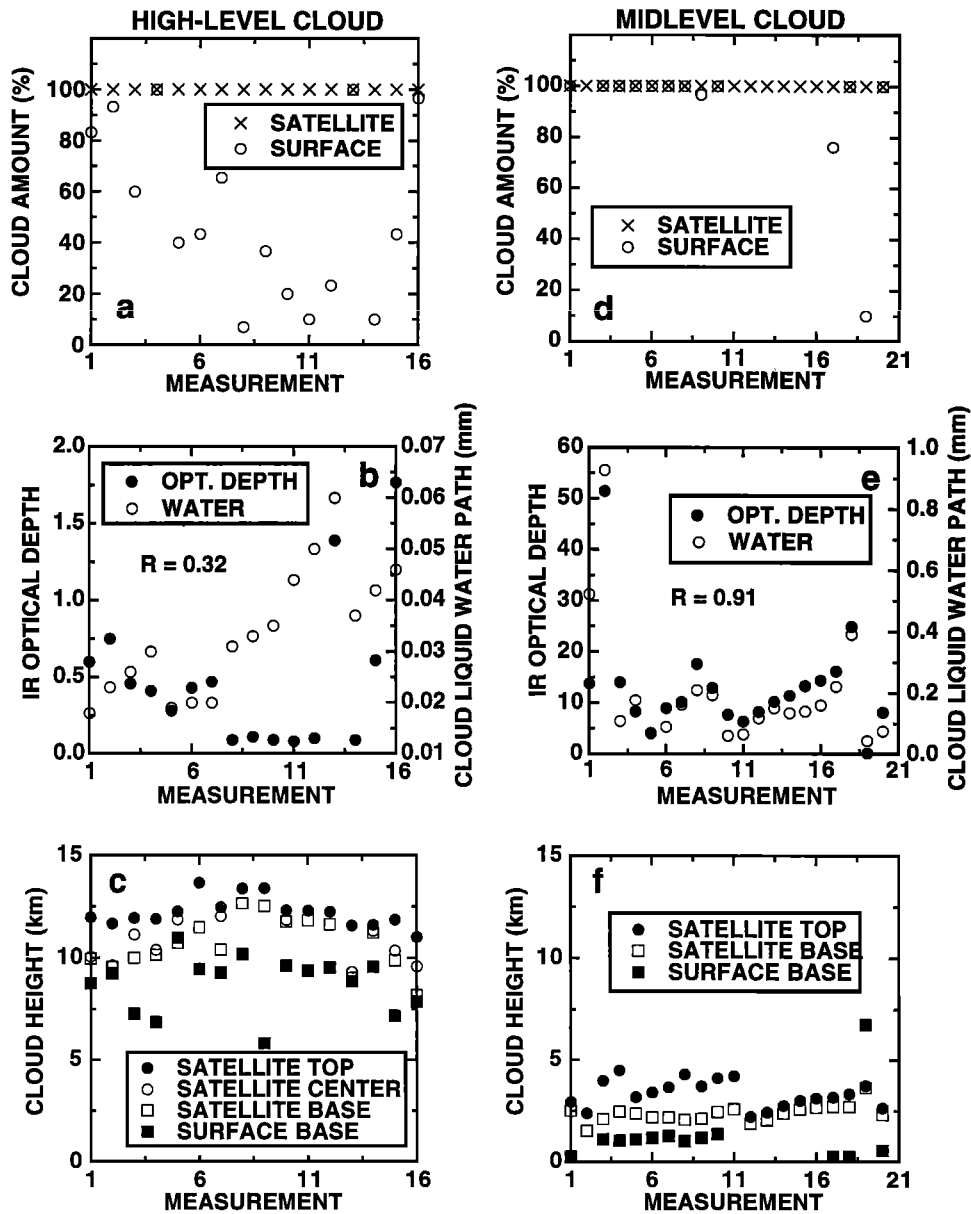 HIGH-LEVEL CLOUD
CLOUD AMOUNT (%)
100
80
60
40
20
0
× SATELLITE
○ SURFACE
a
1 6 11 16
MEASUREMENT
MIDLEVEL CLOUD
CLOUD AMOUNT (%)
100
80
60
40
20
0
× SATELLITE
○ SURFACE
d
1 6 11 16 21
MEASUREMENT
IR OPTICAL DEPTH
2.0
1.5
1.0
0.5
0.0
● OPT. DEPTH
○ WATER
b
R = 0.32
0.07
0.06
0.05
0.04
0.03
0.02
0.01
CLOUD LIQUID WATER PATH (mm)
1 6 11 16
MEASUREMENT
IR OPTICAL DEPTH
60
50
40
30
20
10
0
e
● OPT. DEPTH
○ WATER
R = 0.91
1.0
0.8
0.6
0.4
0.2
0.0
CLOUD LIQUID WATER PATH (mm)
1 6 11 16 21
MEASUREMENT
CLOUD HEIGHT (km)
15
10
5
0
c
● SATELLITE TOP
○ SATELLITE CENTER
□ SATELLITE BASE
■ SURFACE BASE
1 6 11 16
MEASUREMENT
CLOUD HEIGHT (km)
15
10
5
0
f
● SATELLITE TOP
□ SATELLITE BASE
■ SURFACE BASE
1 6 11 16 21
MEASUREMENT